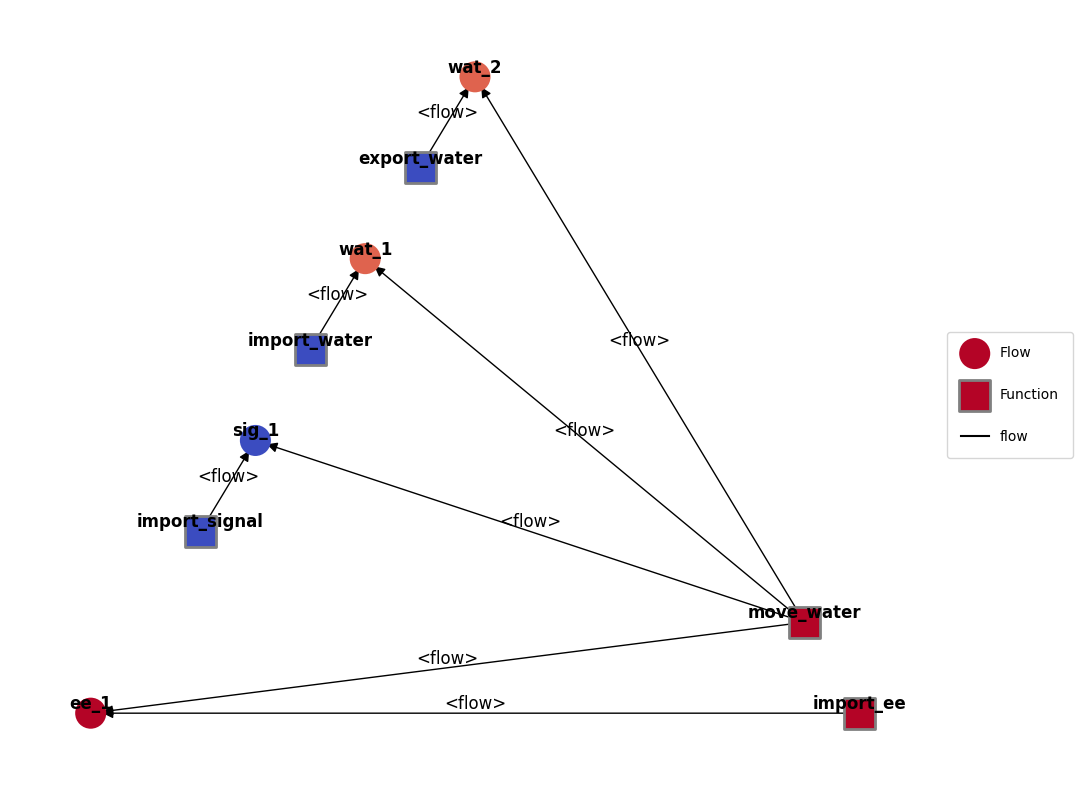 wat_2
<flow>
export_water
wat_1
<flow>
import_water
<flow>
Flow
Function
<flow>
sig_1
flow
<flow>
import_signal
<flow>
move_water
<flow>
ee_1
<flow>
import_ee